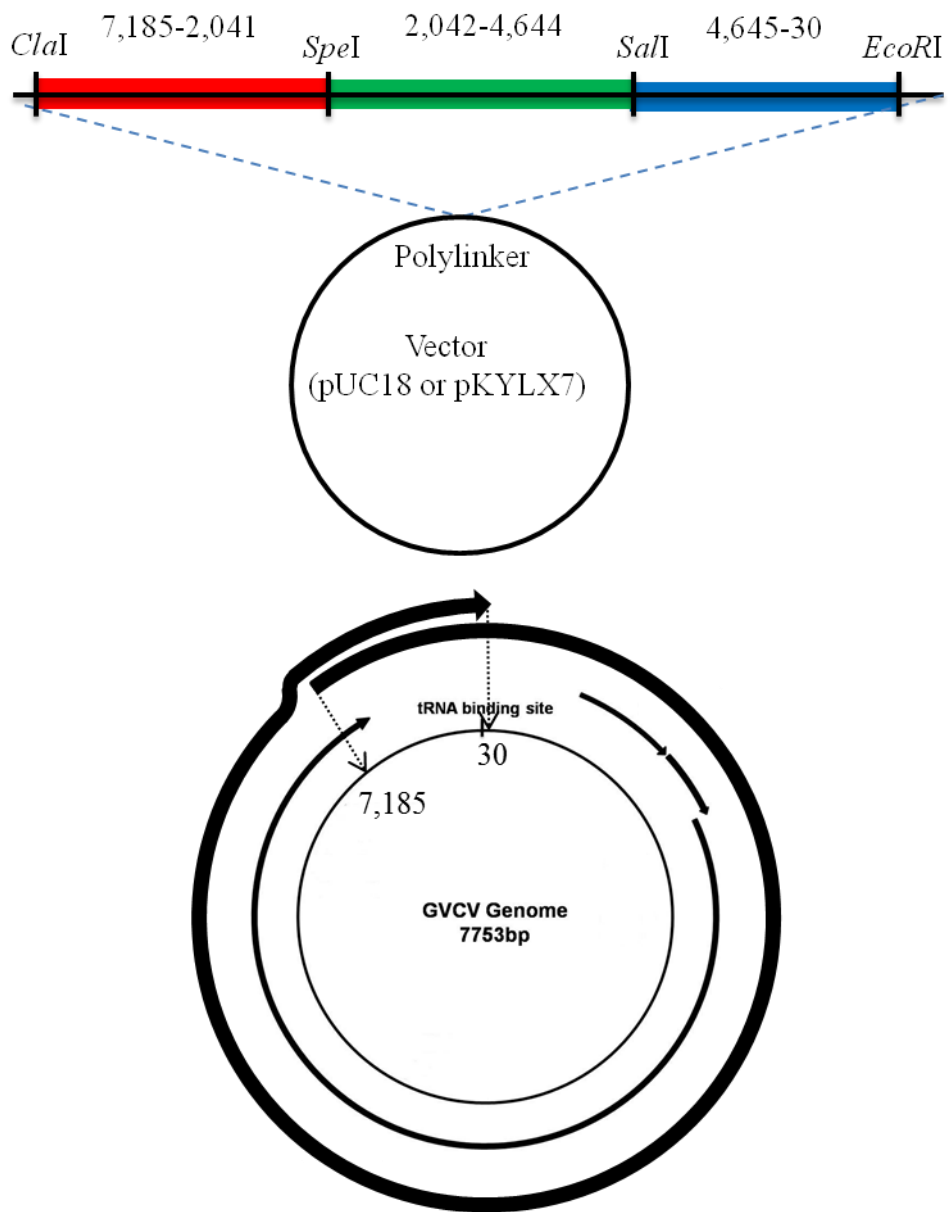 7,185-2,041 2,042-4,644 4,645-30
ClaI SpeI SalI EcoRI
Polylinker
Vector
(pUC18 or pKYLX7)
tRNA binding site
30
7,185
GVCV Genome
7753bp